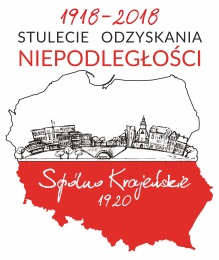 1918-2018
STULECIE ODZYSKANIA
NIEPODLEGŁOŚCI
Sępólno Krajeńskie
1920